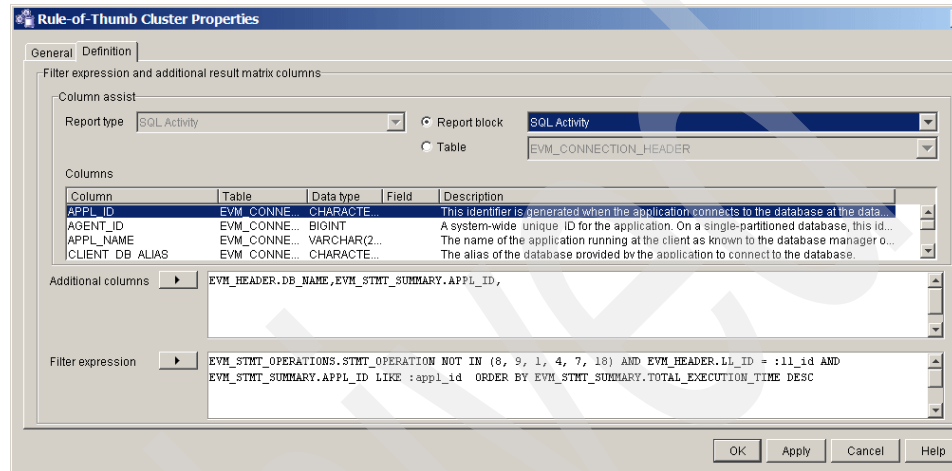 Rule-of-Thumb Cluster Properties
General Definition
Filter expression and additional result matrix columns
Column assist
Report type SQL Activity Report block SQL Activity
Table EVM_CONNECTION_HEADER
Columns
Column Table Data type Field Description
APPL_ID EVM_CONNE... CHARACTE... This identifier is generated when the application connects to the database at the data...
AGENT_ID EVM_CONNE... BIGINT A system-wide unique ID for the application. On a single-partitioned database, this id...
APPL_NAME EVM_CONNE... VARCHAR(2... The name of the application running at the client as known to the database manager o...
CLIENT_DB_ALIAS EVM_CONNE... CHARACTE... The alias of the database provided by the application to connect to the database.
Additional columns EVM_HEADER.DB_NAME,EVM_STMT_SUMMARY.APPL_ID,
Filter expression EVM_STMT_OPERATIONS.STMT_OPERATION NOT IN (8, 9, 1, 4, 7, 18) AND EVM_HEADER.LL_ID = :ll_id AND
EVM_STMT_SUMMARY.APPL_ID LIKE :appl_id ORDER BY EVM_STMT_SUMMARY.TOTAL_EXECUTION_TIME DESC
OK Apply Cancel Help